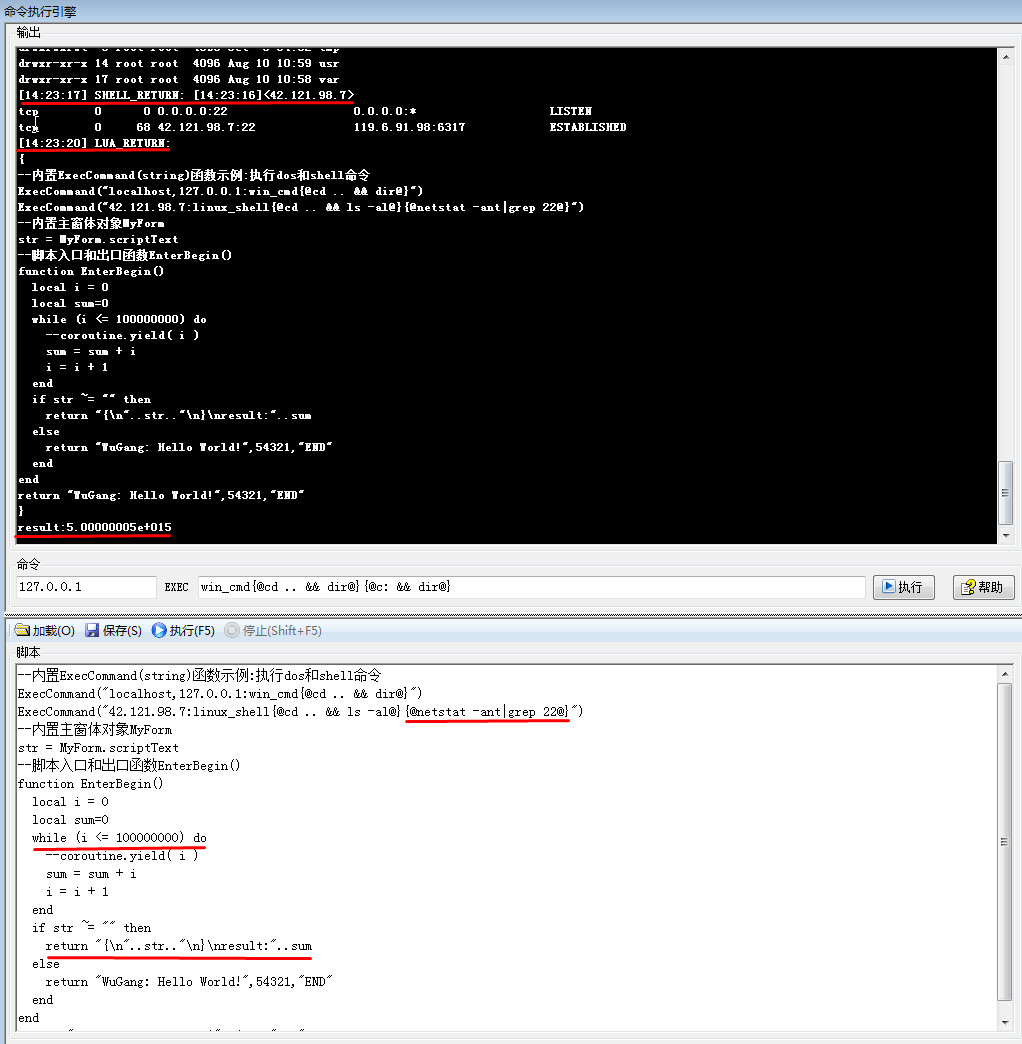 命令执行引擎
输出
drwxr-xr-x 14 root root  4096 Aug 10 10:59 usr
drwxr-xr-x 17 root root  4096 Aug 10 10:58 var
[14:23:17] SHELL_RETURN: [14:23:16]<42.121.98.7>
tcp        0      0 0.0.0.0:22                  0.0.0.0:*                   LISTEN
tcp        0     68 42.121.98.7:22              119.6.91.98:6317            ESTABLISHED
[14:23:20] LUA_RETURN:
{
--内置ExecCommand(string)函数示例:执行dos和shell命令
ExecCommand("localhost,127.0.0.1:win_cmd{@cd .. && dir@}")
ExecCommand("42.121.98.7:linux_shell{@cd .. && ls -al@}{@netstat -ant|grep 22@}")
--内置主窗体对象MyForm
str = MyForm.scriptText
--脚本入口和出口函数EnterBegin()
function EnterBegin()
  local i = 0
  local sum=0
  while (i <= 100000000) do
    --coroutine.yield( i )
    sum = sum + i
    i = i + 1
  end
  if str ~= "" then
    return "{\n"..str.."\n}\nresult:"..sum
  else
    return "WuGang: Hello World!",54321,"END"
  end
end
return "WuGang: Hello World!",54321,"END"
}
result:5.00000005e+015
命令
127.0.0.1 EXEC win_cmd{@cd .. && dir@}{@c: && dir@} 执行 帮助
加载(O) 保存(S) 执行(F5) 停止(Shift+F5)
脚本
--内置ExecCommand(string)函数示例:执行dos和shell命令
ExecCommand("localhost,127.0.0.1:win_cmd{@cd .. && dir@}")
ExecCommand("42.121.98.7:linux_shell{@cd .. && ls -al@}{@netstat -ant|grep 22@}")
--内置主窗体对象MyForm
str = MyForm.scriptText
--脚本入口和出口函数EnterBegin()
function EnterBegin()
  local i = 0
  local sum=0
  while (i <= 100000000) do
    --coroutine.yield( i )
    sum = sum + i
    i = i + 1
  end
  if str ~= "" then
    return "{\n"..str.."\n}\nresult:"..sum
  else
    return "WuGang: Hello World!",54321,"END"
  end
end